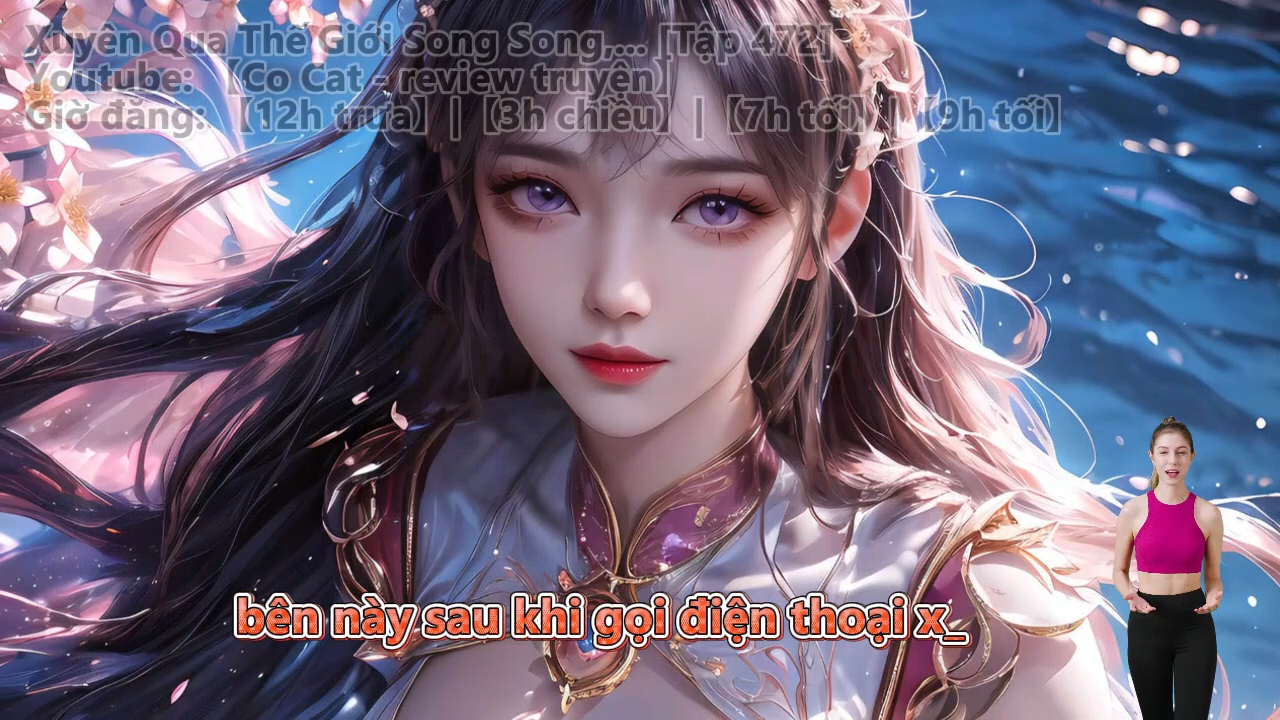 Xuyên Qua Thế Giới Song Song,... [Tập 472]
Youtube: [Cọ Cat - review truyện]
Giờ đăng: [12h trưa] | [3h chiều] | [7h tối] | [9h tối]
bên này sau khi gọi điện thoại x_